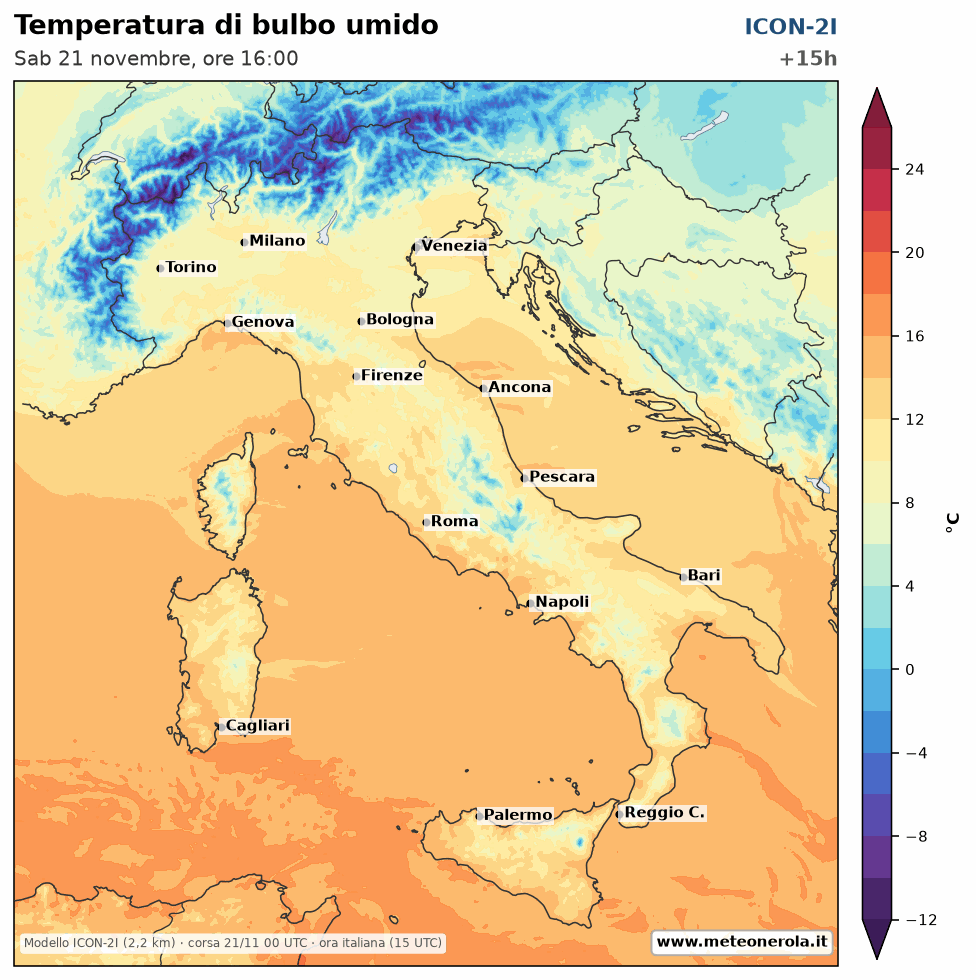 Temperatura di bulbo umido
ICON-2I
Sab 21 novembre, ore 16:00
+15h
Milano
Venezia
Torino
Genova
Bologna
Firenze
Ancona
Pescara
Roma
Bari
Napoli
Cagliari
Palermo
Reggio C.
24
20
16
12
8
4
0
−4
−8
−12
°C
Modello ICON-2I (2,2 km) · corsa 21/11 00 UTC · ora italiana (15 UTC)
www.meteonerola.it